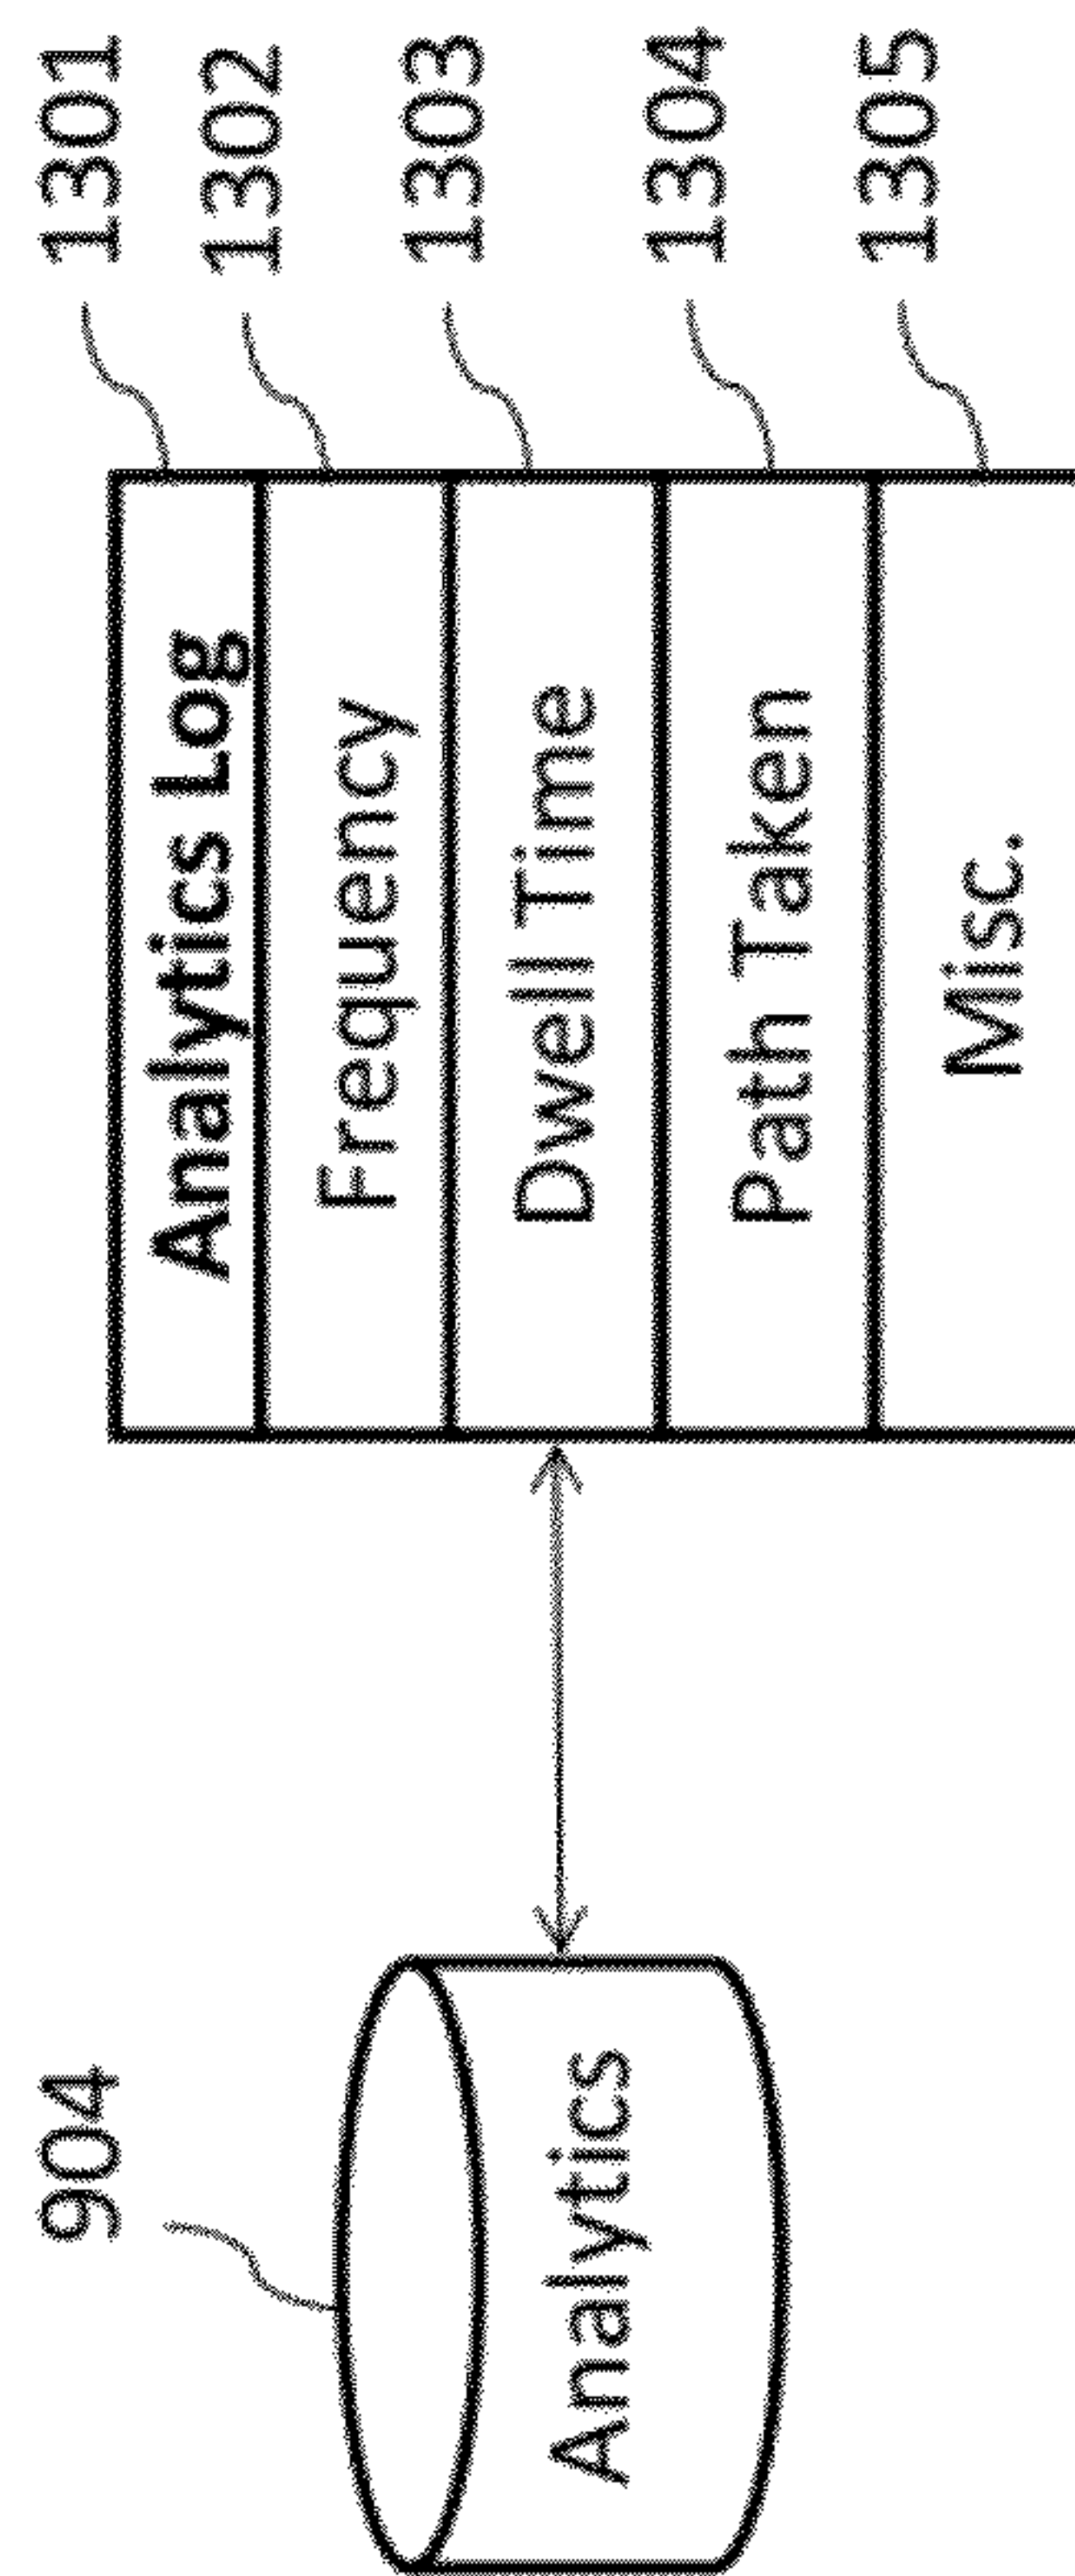 904
Analytics
Analytics Log
1301
Frequency
1302
Dwell Time
1303
Path Taken
1304
Misc.
1305